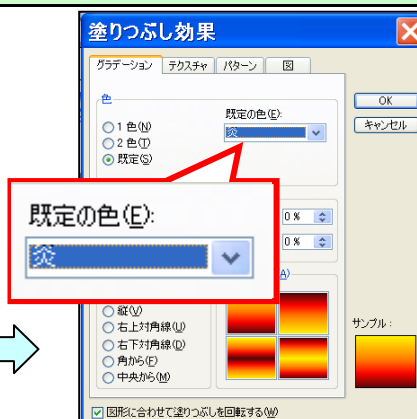 塗りつぶし効果
グラデーション テクスチャ パターン 図
色
1 色(N)
2 色(T)
既定(S)
既定の色(E):
炎
OK
キャンセル
既定の色(E):
炎
0 %
0 %
縦(V)
右上対角線(U)
右下対角線(D)
角から(F)
中央から(M)
サンプル:
図形に合わせて塗りつぶしを回転する(W)